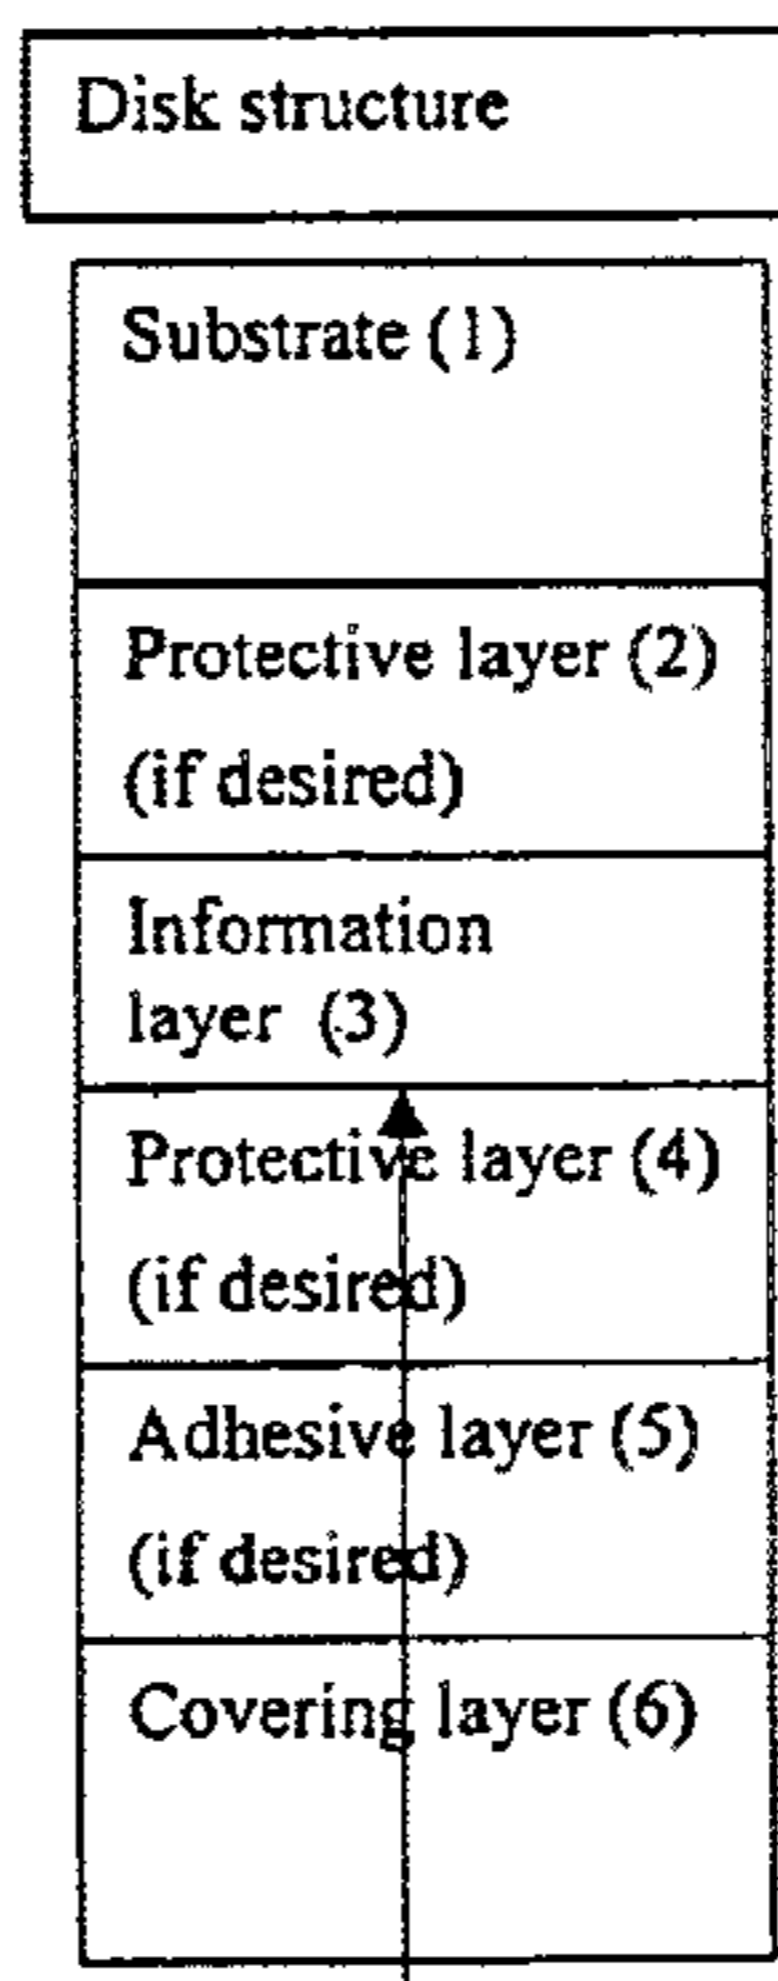 Disk structure
Substrate (1)
Protective layer (2)
(if desired)
Information
layer (3)
Protective layer (4)
(if desired)
Adhesive layer (5)
(if desired)
Covering layer (6)